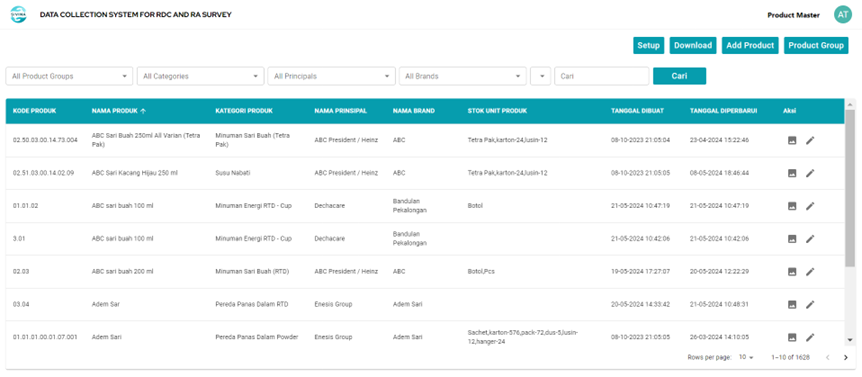 DATA COLLECTION SYSTEM FOR RDC AND RA SURVEY Product Master AT
Setup Download Add Product Product Group
All Product Groups All Categories All Principals All Brands Cari Cari
KODE PRODUK NAMA PRODUK ↑ KATEGORI PRODUK NAMA PRINSIPAL NAMA BRAND STOK UNIT PRODUK TANGGAL DIBUAT TANGGAL DIPERBARUI Aksi
02.50.03.00.14.73.004 ABC Sari Buah 250ml All Varian (Tetra Pak) Minuman Sari Buah (Tetra Pak) ABC President / Heinz ABC Tetra Pak,karton-24,lusin-12 08-10-2023 21:05:04 23-04-2024 15:22:46
02.51.03.00.14.02.09 ABC Sari Kacang Hijau 250 ml Susu Nabati ABC President / Heinz ABC Tetra Pak,karton-24,lusin-12 08-10-2023 21:05:05 08-05-2024 18:46:44
01.01.02 ABC sari buah 100 ml Minuman Energi RTD - Cup Dechacare Bandulan Pekalongan Botol 21-05-2024 10:47:19 21-05-2024 10:47:19
3.01 ABC sari buah 100 ml Minuman Energi RTD - Cup Dechacare Bandulan Pekalongan 21-05-2024 10:42:06 21-05-2024 10:42:06
02.03 ABC sari buah 200 ml Minuman Sari Buah (RTD) ABC President / Heinz ABC Botol,Pcs 19-05-2024 17:27:07 20-05-2024 12:22:29
03.04 Adem Sar Pereda Panas Dalam RTD Enesis Group Adem Sari 20-05-2024 14:33:42 21-05-2024 10:48:31
01.01.01.00.01.07.001 Adem Sari Pereda Panas Dalam Powder Enesis Group Adem Sari Sachet,karton-576,pack-72,dus-5,lusin-12,hanger-24 08-10-2023 21:05:05 26-03-2024 14:10:05
Rows per page: 10 1–10 of 1628